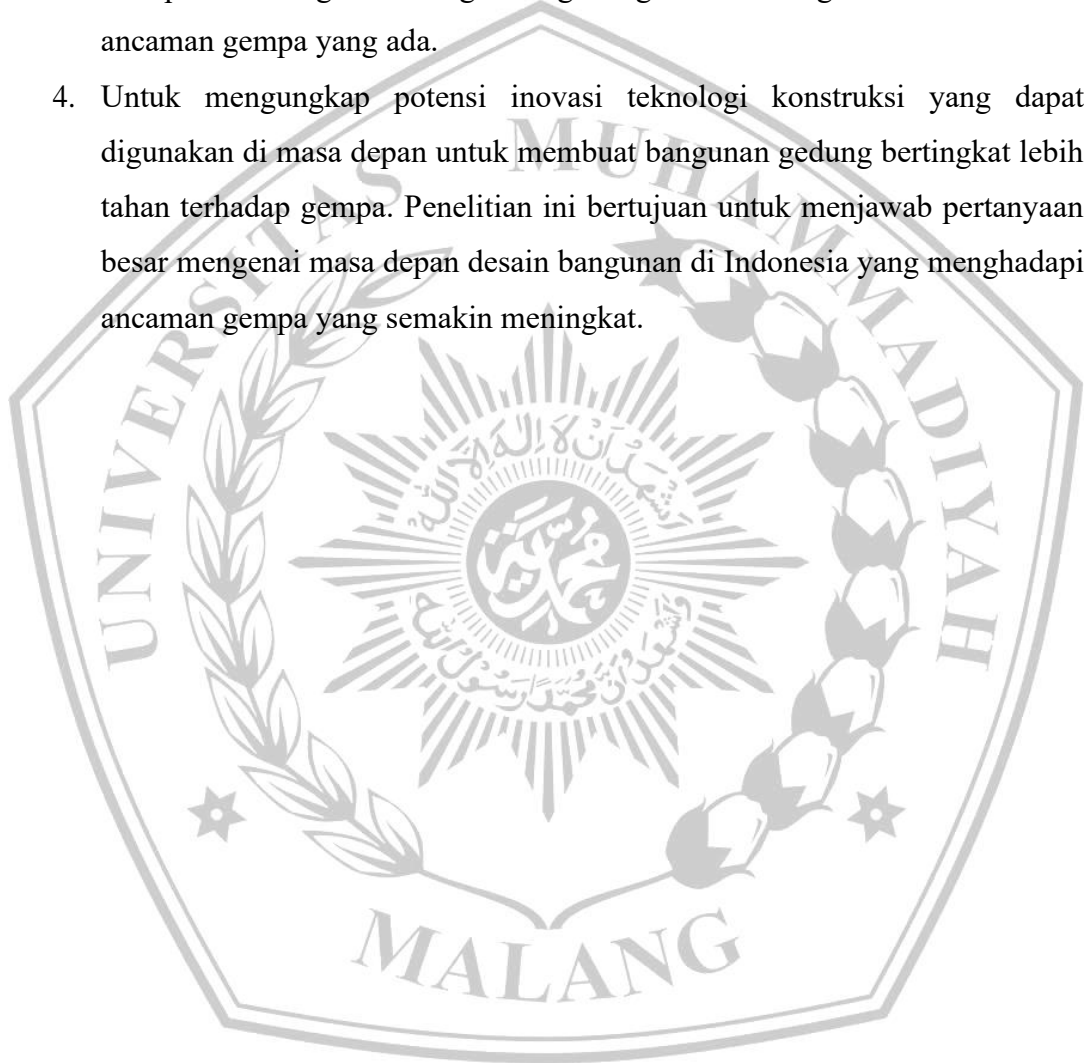 ancaman gempa yang ada.
4. Untuk mengungkap potensi inovasi teknologi konstruksi yang dapat
digunakan di masa depan untuk membuat bangunan gedung bertingkat lebih
tahan terhadap gempa. Penelitian ini bertujuan untuk menjawab pertanyaan
besar mengenai masa depan desain bangunan di Indonesia yang menghadapi
ancaman gempa yang semakin meningkat.
UNIVERSITAS MUHAMMADIYAH
MALANG